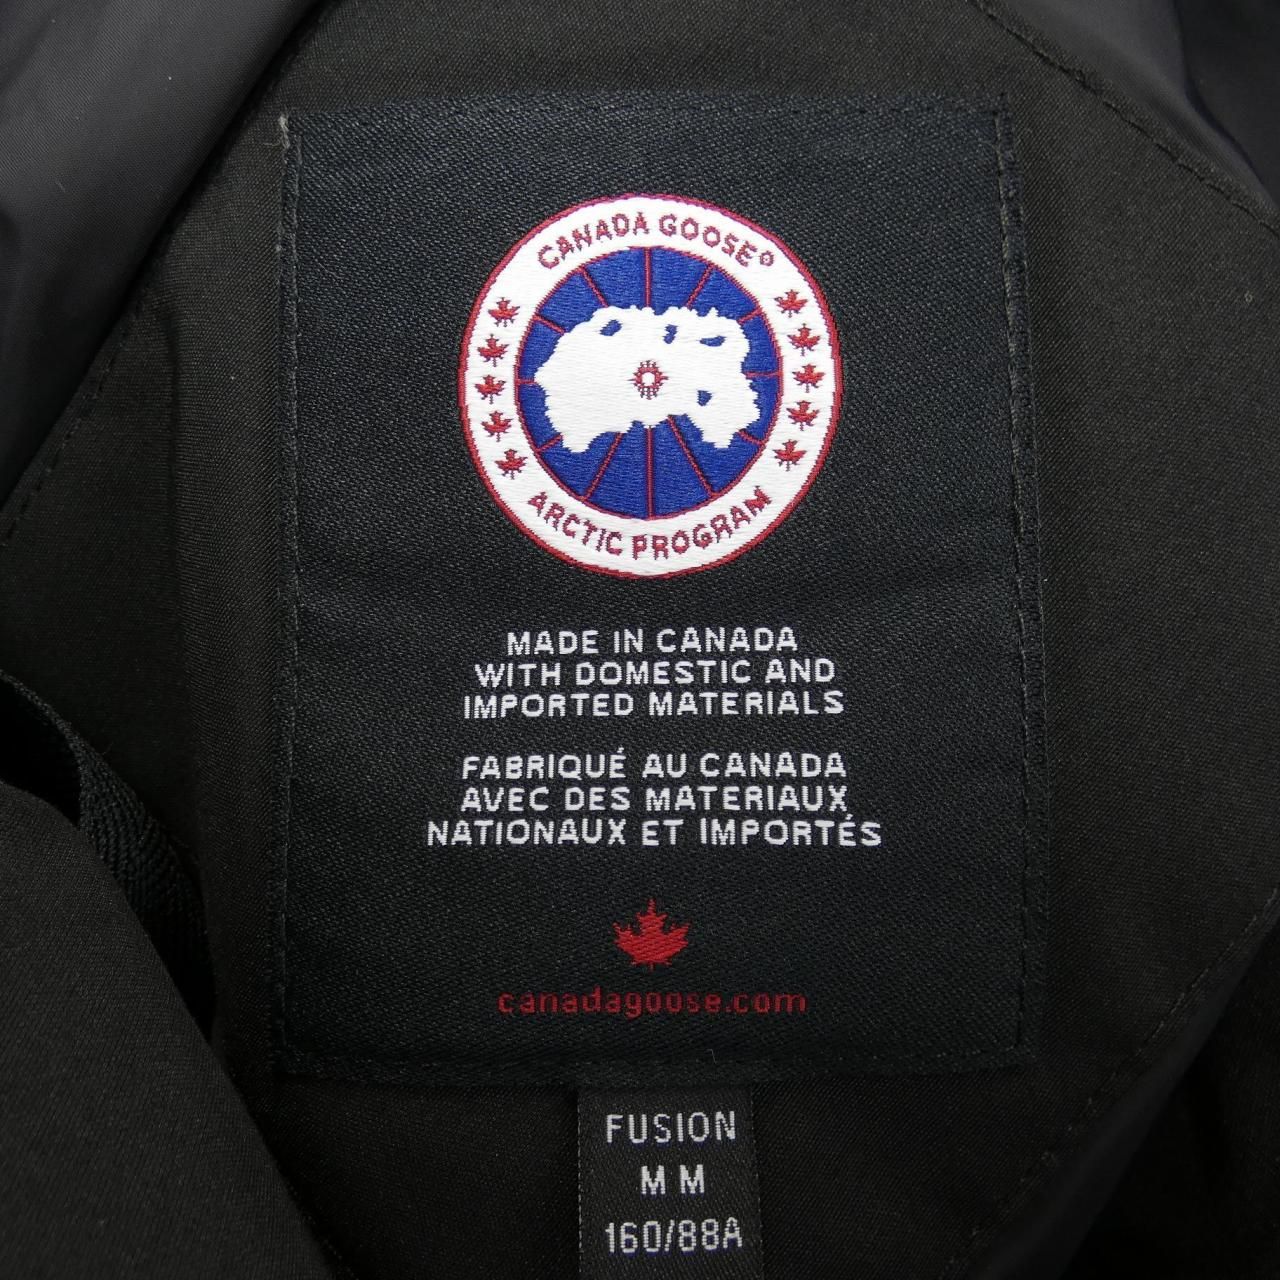 CANADA GOOSE®
ARCTIC PROGRAM
MADE IN CANADA
WITH DOMESTIC AND
IMPORTED MATERIALS
FABRIQUÉ AU CANADA
AVEC DES MATERIAUX
NATIONAUX ET IMPORTÉS
canadagoose.com
FUSION
M M
160/88A